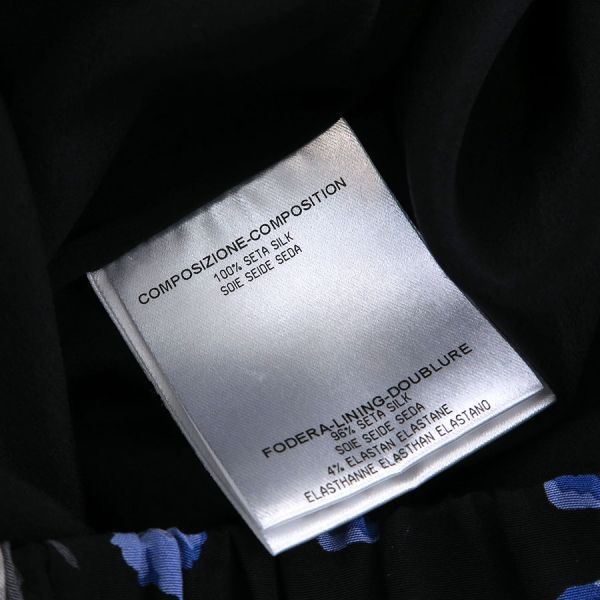 COMPOSIZIONE-COMPOSITION
100% SETA SILK
SOIE SEIDE SEDA
FODERA-LINING-DOUBLURE
96% SETA SILK
SOIE SEIDE SEDA
4% ELASTAN ELASTANE
ELASTHANNE ELASTHAN ELASTANO